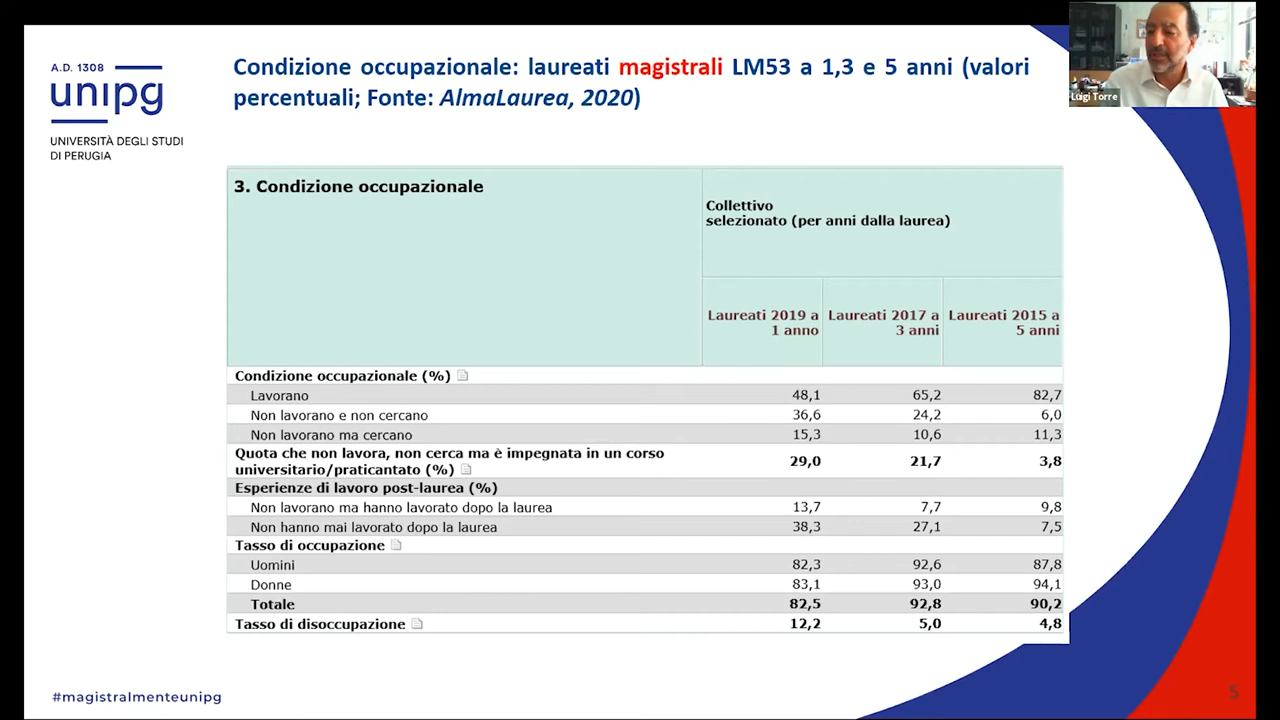 A.D. 1308
unipg
UNIVERSITÀ DEGLI STUDI
DI PERUGIA
Condizione occupazionale: laureati magistrali LM53 a 1,3 e 5 anni (valori
percentuali; Fonte: AlmaLaurea, 2020)
Luigi Torre
3. Condizione occupazionale
Collettivo
selezionato (per anni dalla laurea)
Laureati 2019 a Laureati 2017 a Laureati 2015 a
1 anno 3 anni 5 anni
Condizione occupazionale (%)
Lavorano 48,1 65,2 82,7
Non lavorano e non cercano 36,6 24,2 6,0
Non lavorano ma cercano 15,3 10,6 11,3
Quota che non lavora, non cerca ma è impegnata in un corso
universitario/praticantato (%) 29,0 21,7 3,8
Esperienze di lavoro post-laurea (%)
Non lavorano ma hanno lavorato dopo la laurea 13,7 7,7 9,8
Non hanno mai lavorato dopo la laurea 38,3 27,1 7,5
Tasso di occupazione
Uomini 82,3 92,6 87,8
Donne 83,1 93,0 94,1
Totale 82,5 92,8 90,2
Tasso di disoccupazione 12,2 5,0 4,8
#magistralmenteunipg
5